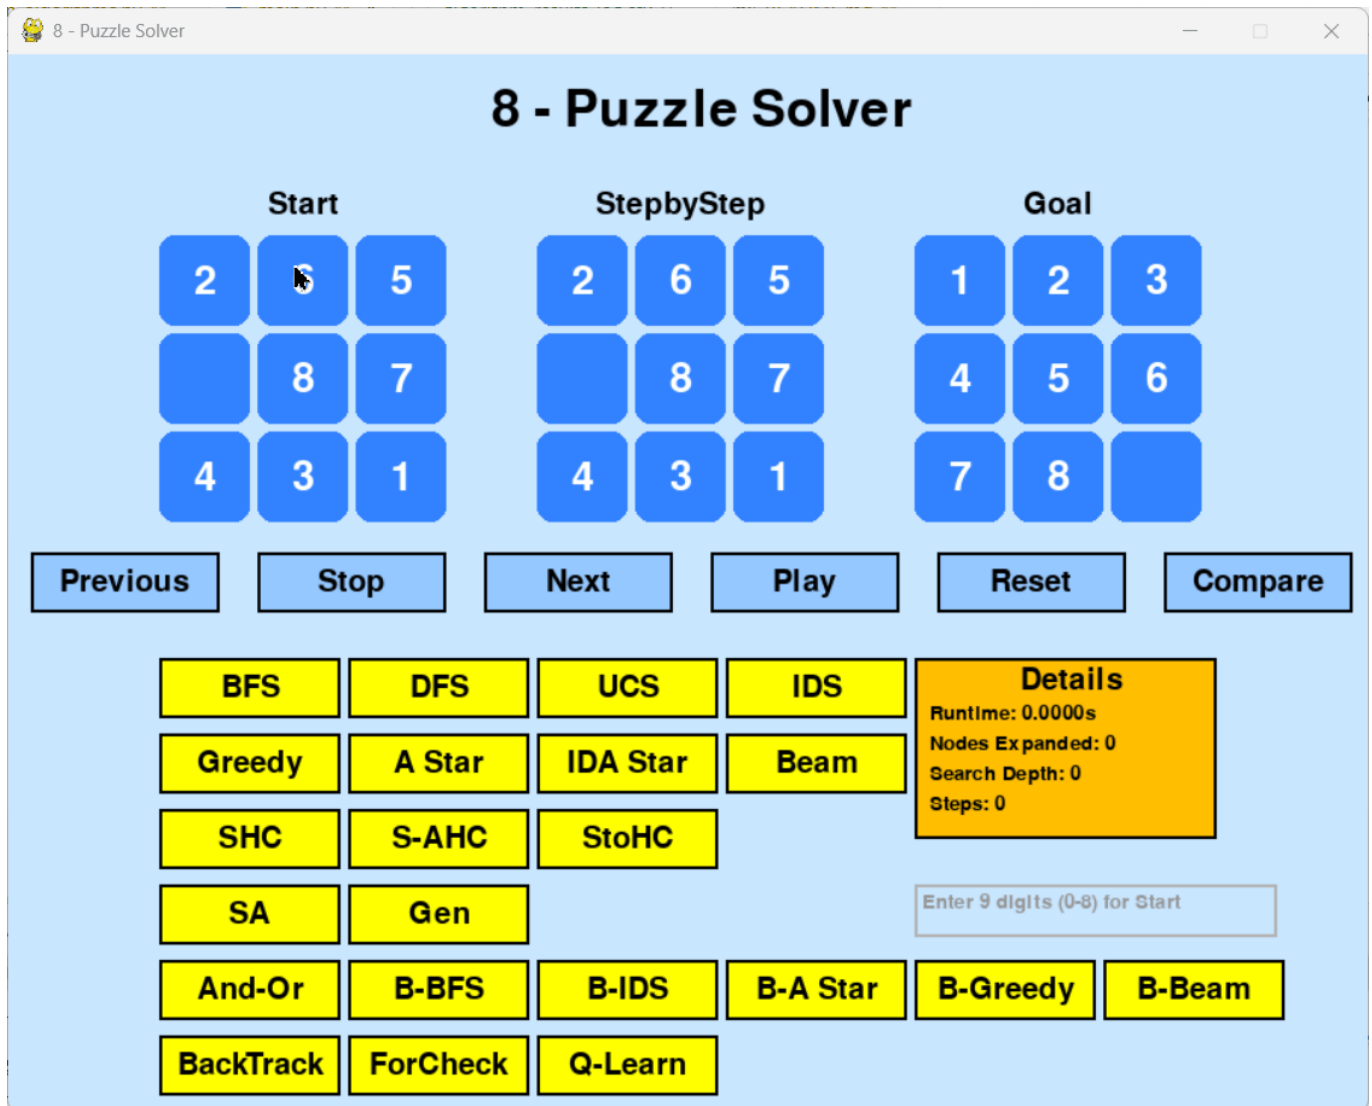 8 - Puzzle Solver
8 - Puzzle Solver
Start StepbyStep Goal
2 6 5 2 6 5 1 2 3
8 7 8 7 4 5 6
4 3 1 4 3 1 7 8
Previous Stop Next Play Reset Compare
BFS DFS UCS IDS
Details
Runtime: 0.0000s
Nodes Expanded: 0
Search Depth: 0
Steps: 0
Greedy A Star IDA Star Beam
SHC S-AHC StoHC
SA Gen
Enter 9 digits (0-8) for Start
And-Or B-BFS B-IDS B-A Star B-Greedy B-Beam
BackTrack ForCheck Q-Learn